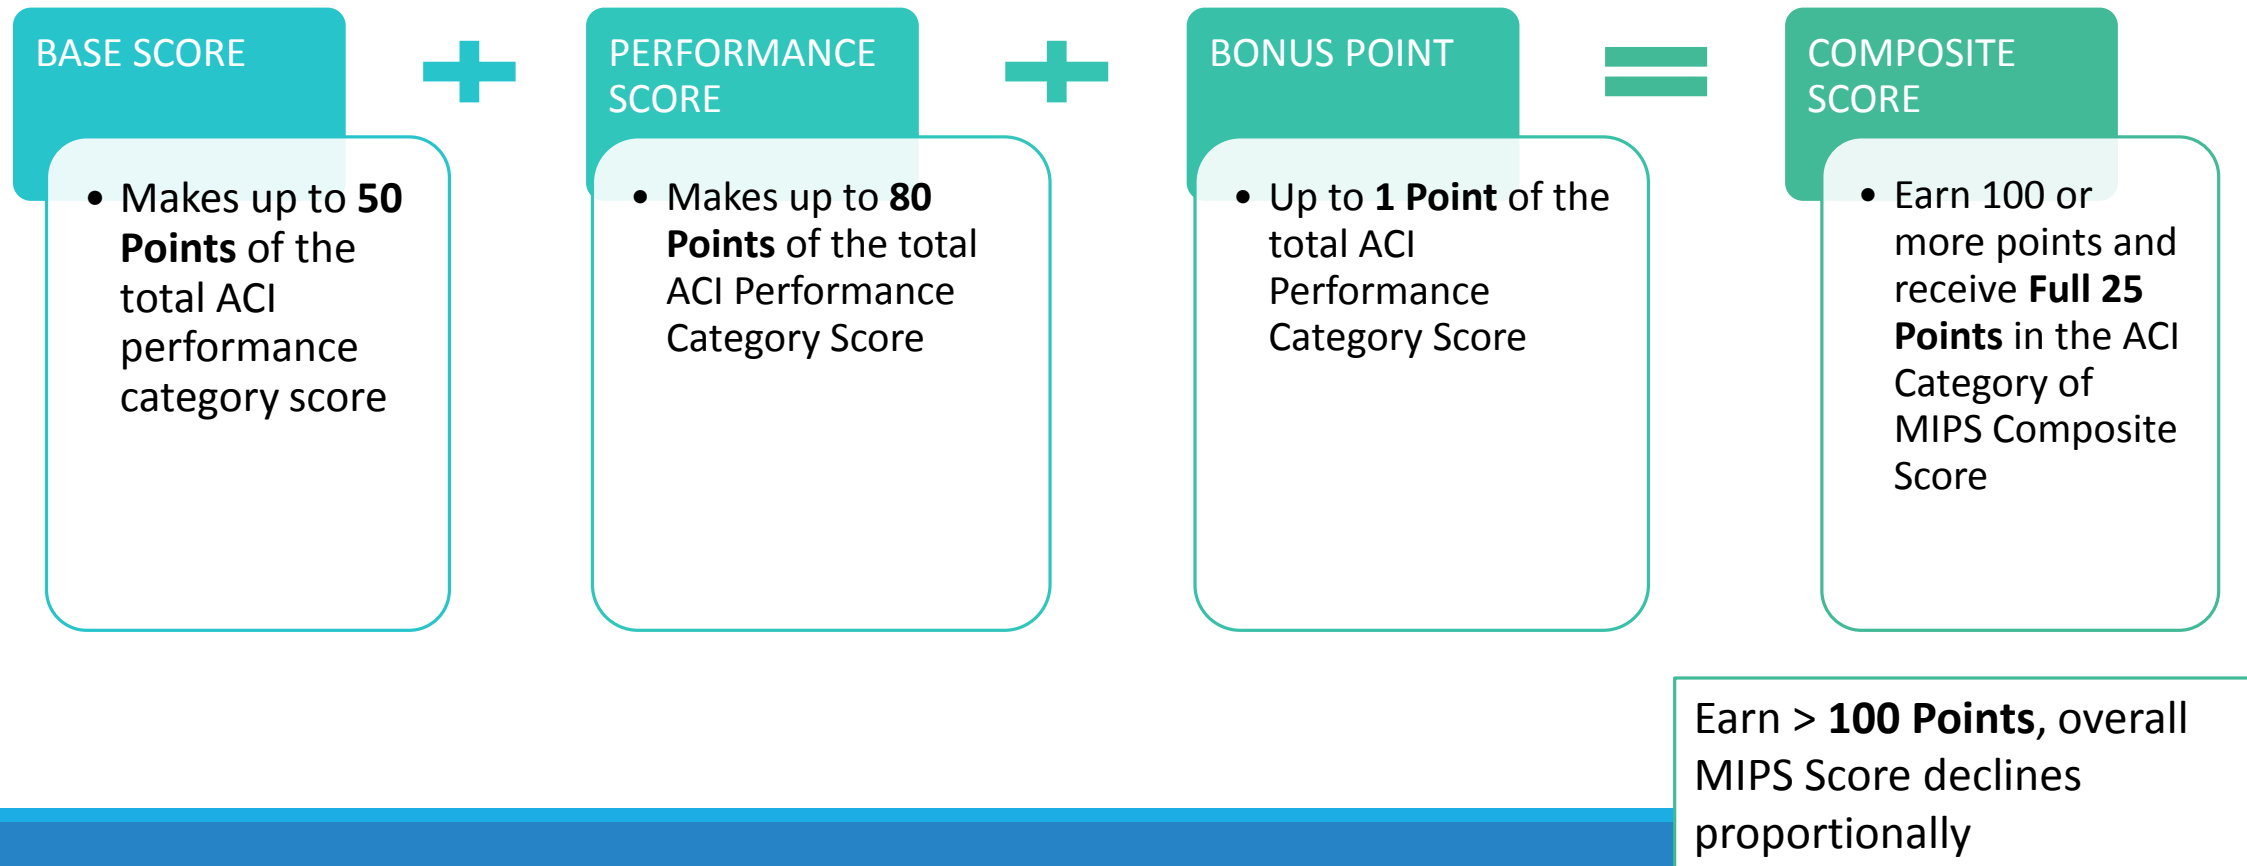 BASE SCORE
• Makes up to 50
Points of the
total ACI
performance
category score
PERFORMANCE
SCORE
• Makes up to 80
Points of the total
ACI Performance
Category Score
BONUS POINT
• Up to 1 Point of the
total ACI
Performance
Category Score
COMPOSITE
SCORE
• Earn 100 or
more points and
receive Full 25
Points in the ACI
Category of
MIPS Composite
Score
Earn > 100 Points, overall
MIPS Score declines
proportionally